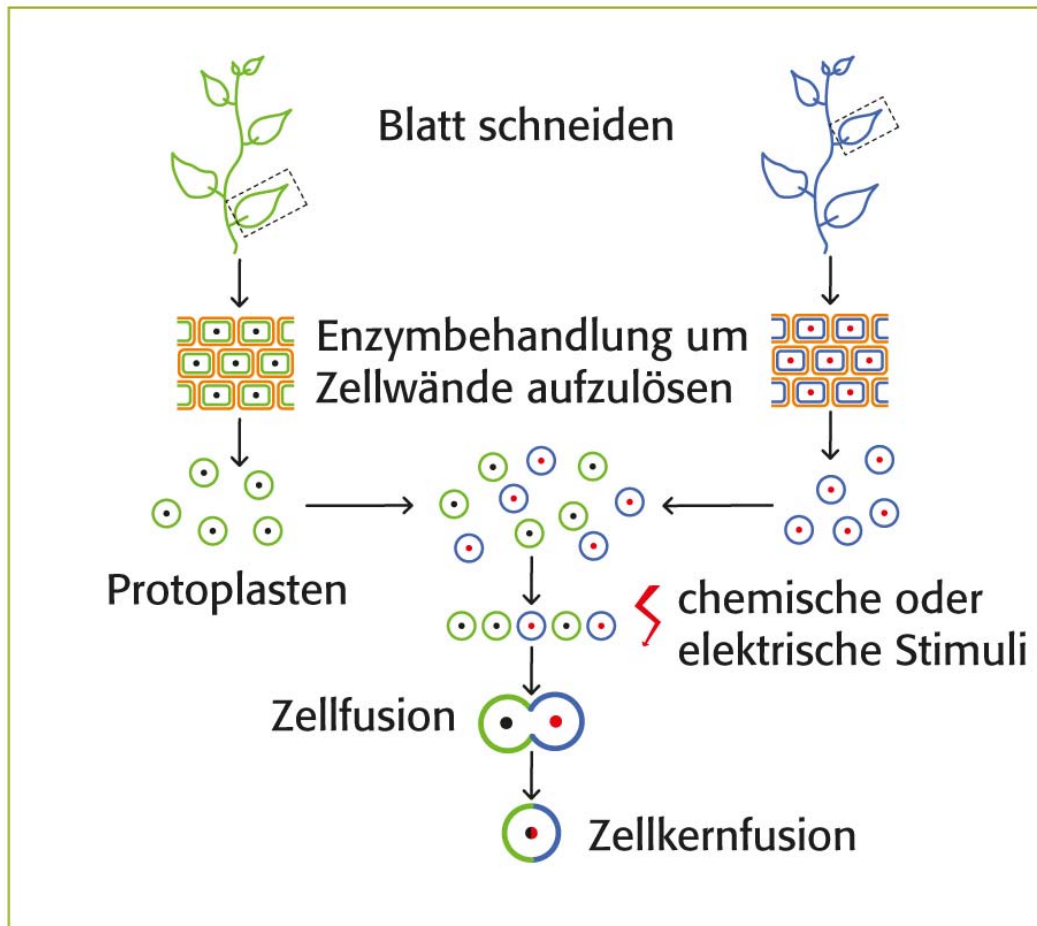 Blatt schneiden
Enzymbehandlung um
Zellwände aufzulösen
Protoplasten
chemische oder
elektrische Stimuli
Zellfusion
Zellkernfusion